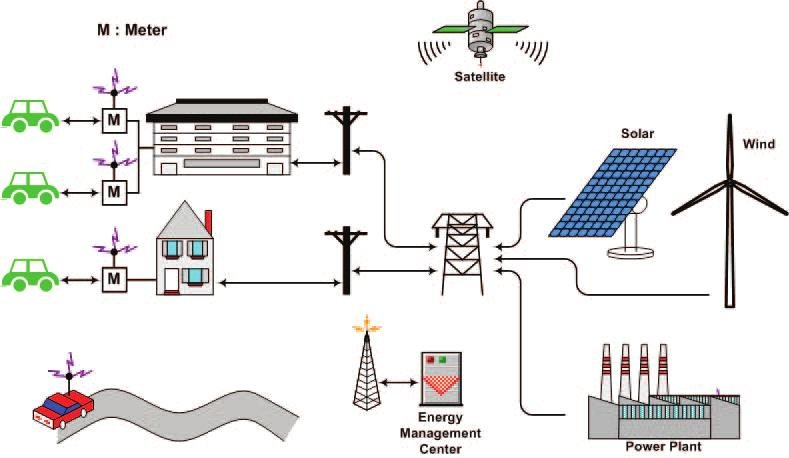 M : Meter
Satellite
Solar
Wind
M
M
M
Energy
Management
Center
Power Plant